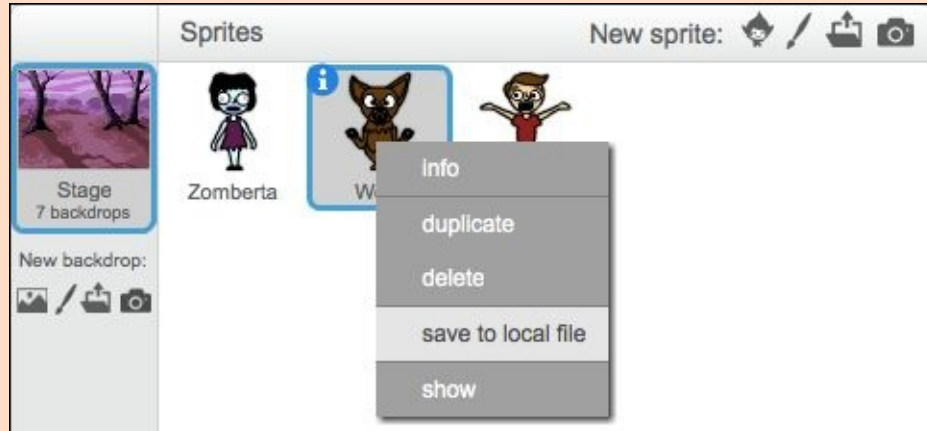 Sprites
New sprite:
Stage
7 backdrops
New backdrop:
Zomberta
info
duplicate
delete
save to local file
show